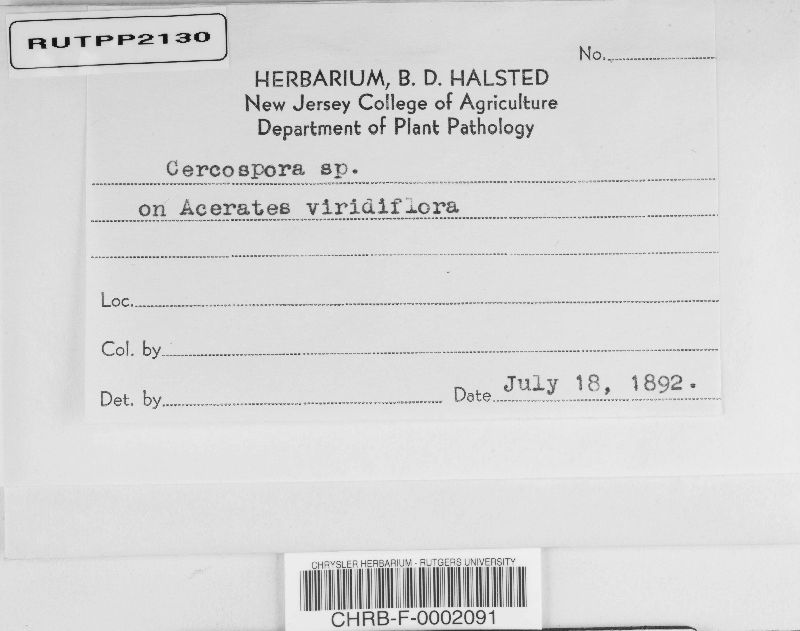 RUTPP2130
No.
HERBARIUM, B. D. HALSTED
New Jersey College of Agriculture
Department of Plant Pathology
Cercospora sp.
on Acerates viridiflora
Loc.
Col. by
Det. by
Date July 18, 1892.
CHRYSLER HERBARIUM - RUTGERS UNIVERSITY
CHRB-F-0002091